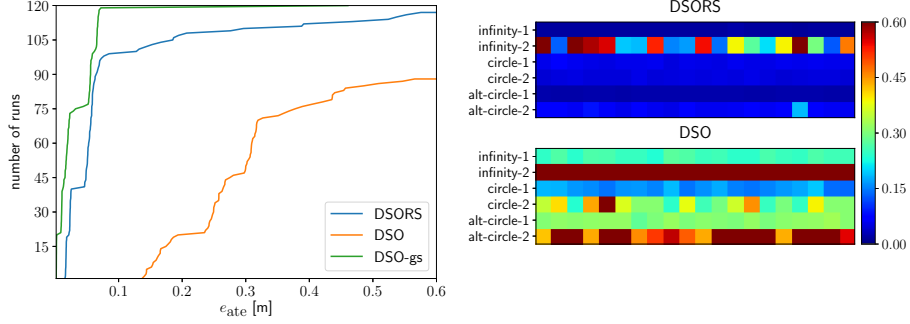 120
105
90
75
60
45
30
15
number of runs
0.1 0.2 0.3 0.4 0.5 0.6
e_ate [m]
DSORS
DSO
DSO-gs
DSORS
infinity-1
infinity-2
circle-1
circle-2
alt-circle-1
alt-circle-2
DSO
infinity-1
infinity-2
circle-1
circle-2
alt-circle-1
alt-circle-2
0.60
0.45
0.30
0.15
0.00